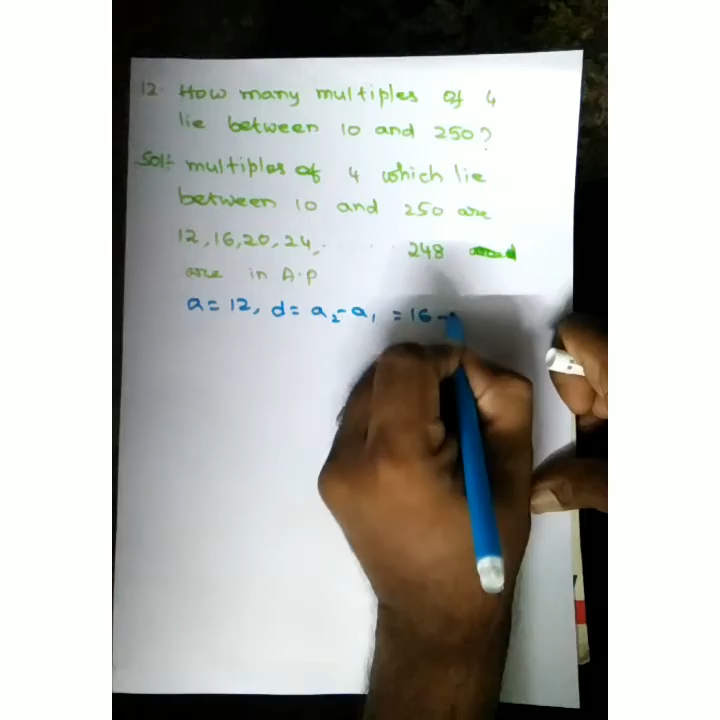 12. How many multiples of 4
lie between 10 and 250?
Sol:- multiples of 4 which lie
between 10 and 250 are
12, 16, 20, 24, . . . . . 248
are in A.P
a = 12, d = a₂ - a₁ = 16 -